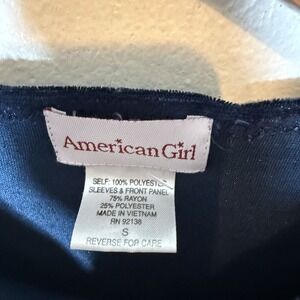 American Girl
SELF: 100% POLYESTER
SLEEVES & FRONT PANEL
75% RAYON
25% POLYESTER
MADE IN VIETNAM
RN 92138
S
REVERSE FOR CARE